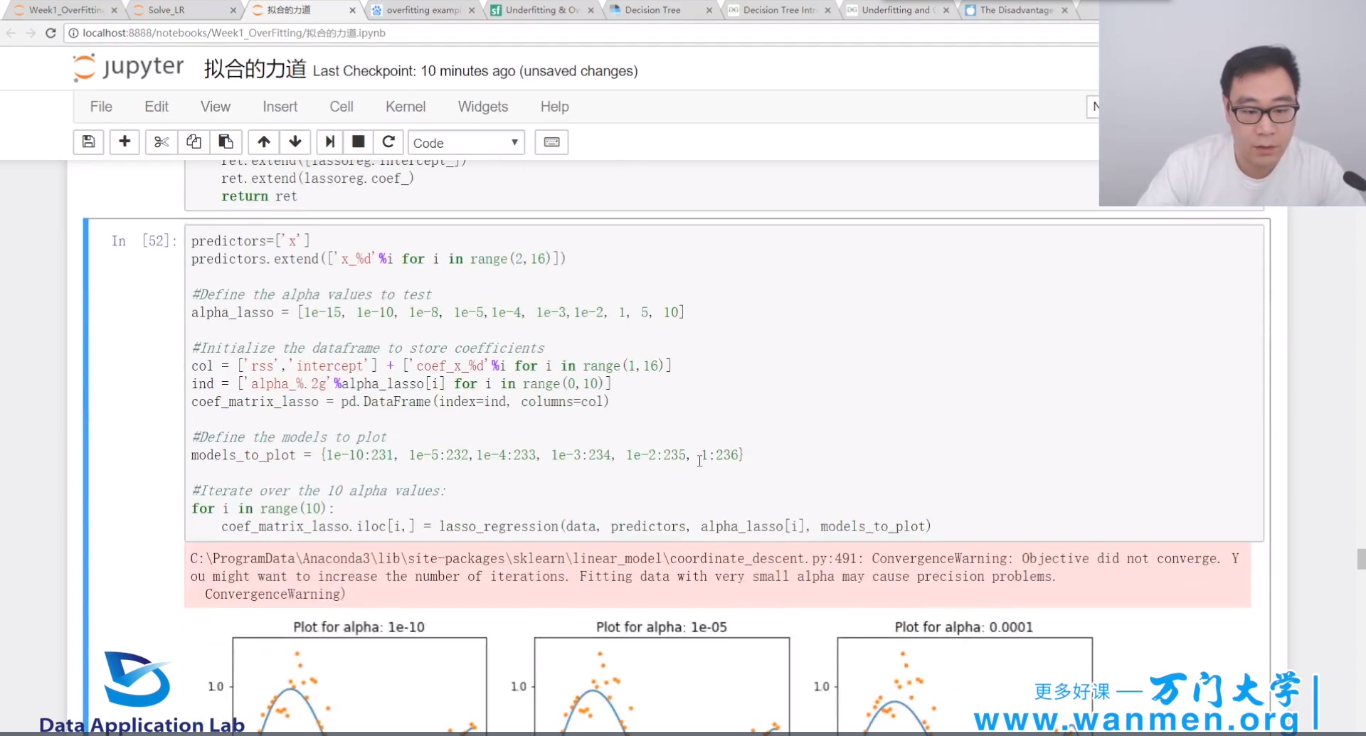 Week1_OverFitting
Solve_LR
拟合的力道
overfitting exampl
Underfitting & Ov
Decision Tree
Decision Tree Intr
Underfitting and O
The Disadvantage
localhost:8888/notebooks/Week1_OverFitting/拟合的力道.ipynb
jupyter 拟合的力道 Last Checkpoint: 10 minutes ago (unsaved changes)
File Edit View Insert Cell Kernel Widgets Help
Code
ret.extend([lassoreg.intercept_])
ret.extend(lassoreg.coef_)
return ret
In [52]:
predictors=['x']
predictors.extend(['x_%d'%i for i in range(2,16)])
#Define the alpha values to test
alpha_lasso = [1e-15, 1e-10, 1e-8, 1e-5,1e-4, 1e-3,1e-2, 1, 5, 10]
#Initialize the dataframe to store coefficients
col = ['rss','intercept'] + ['coef_x_%d'%i for i in range(1,16)]
ind = ['alpha_%.2g'%alpha_lasso[i] for i in range(0,10)]
coef_matrix_lasso = pd.DataFrame(index=ind, columns=col)
#Define the models to plot
models_to_plot = {1e-10:231, 1e-5:232,1e-4:233, 1e-3:234, 1e-2:235, 1:236}
#Iterate over the 10 alpha values:
for i in range(10):
coef_matrix_lasso.iloc[i,] = lasso_regression(data, predictors, alpha_lasso[i], models_to_plot)
C:\ProgramData\Anaconda3\lib\site-packages\sklearn\linear_model\coordinate_descent.py:491: ConvergenceWarning: Objective did not converge. Y
ou might want to increase the number of iterations. Fitting data with very small alpha may cause precision problems.
ConvergenceWarning)
Plot for alpha: 1e-10
Plot for alpha: 1e-05
Plot for alpha: 0.0001
1.0
1.0
1.0
Data Application Lab
更多好课 — 万门大学
www.wanmen.org